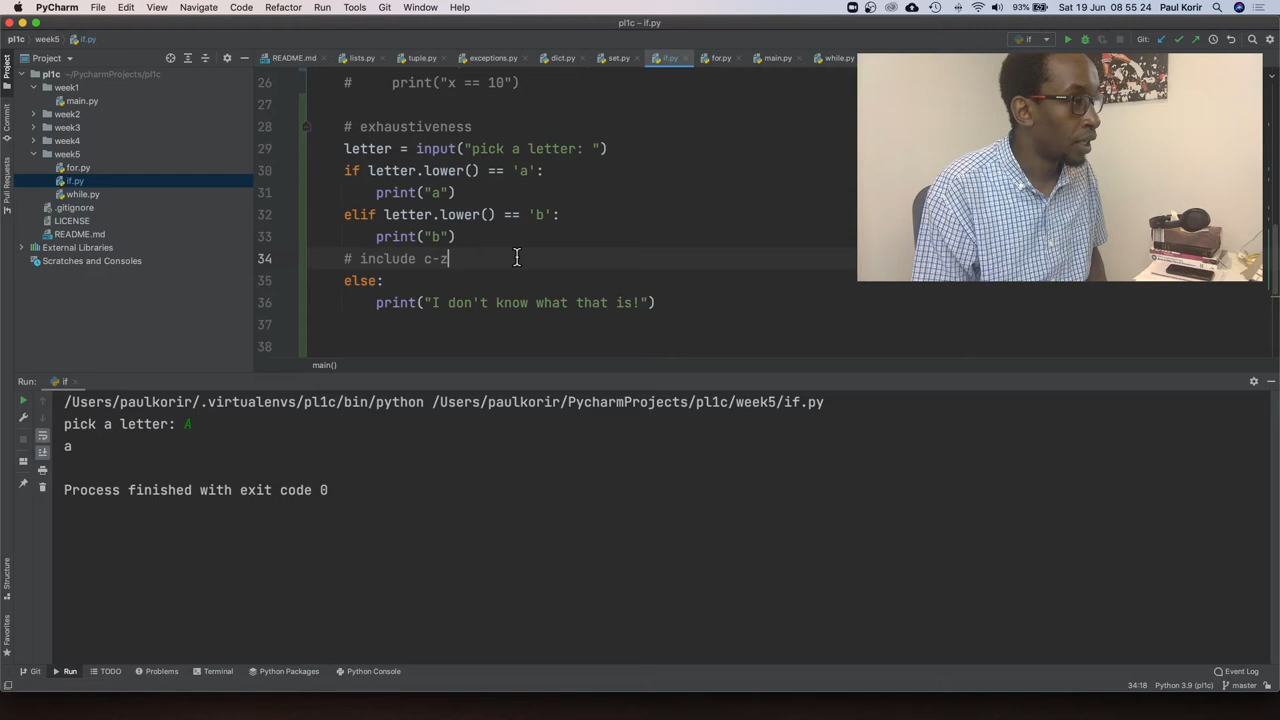 PyCharm File Edit View Navigate Code Refactor Run Tools Git Window Help 93% Sat 19 Jun 08 55 24 Paul Korir
pl1c – if.py
pl1c week5 if.py if Git:
Project README.md lists.py tuple.py exceptions.py dict.py set.py if.py for.py main.py while.py
pl1c ~/PycharmProjects/pl1c
week1
main.py
week2
week3
week4
week5
for.py
if.py
while.py
.gitignore
LICENSE
README.md
External Libraries
Scratches and Consoles
Project
Commit
Pull Requests
26 # print("x == 10")
27
28 # exhaustiveness
29 letter = input("pick a letter: ")
30 if letter.lower() == 'a':
31 print("a")
32 elif letter.lower() == 'b':
33 print("b")
34 # include c-z
35 else:
36 print("I don't know what that is!")
37
38
main()
Run: if
/Users/paulkorir/.virtualenvs/pl1c/bin/python /Users/paulkorir/PycharmProjects/pl1c/week5/if.py
pick a letter: A
a
Process finished with exit code 0
Structure
Favorites
Git Run TODO Problems Terminal Python Packages Python Console Event Log
34:18 Python 3.9 (pl1c) master